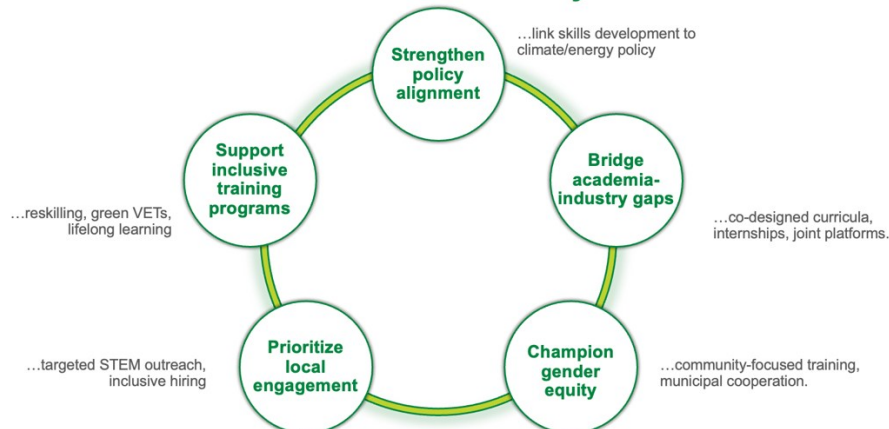 Strengthen
policy
alignment
…link skills development to
climate/energy policy
Bridge
academia-
industry gaps
…co-designed curricula,
internships, joint platforms.
Champion
gender
equity
…community-focused training,
municipal cooperation.
Prioritize
local
engagement
…targeted STEM outreach,
inclusive hiring
Support
inclusive
training
programs
…reskilling, green VETs,
lifelong learning